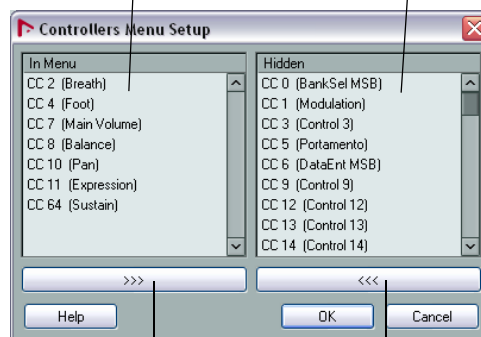 Controllers Menu Setup
In Menu
CC 2 (Breath)
CC 4 (Foot)
CC 7 (Main Volume)
CC 8 (Balance)
CC 10 (Pan)
CC 11 (Expression)
CC 64 (Sustain)
>>>
Hidden
CC 0 (BankSel MSB)
CC 1 (Modulation)
CC 3 (Control 3)
CC 5 (Portamento)
CC 6 (DataEnt MSB)
CC 9 (Control 9)
CC 12 (Control 12)
CC 13 (Control 13)
CC 14 (Control 14)
<<<
Help
OK
Cancel